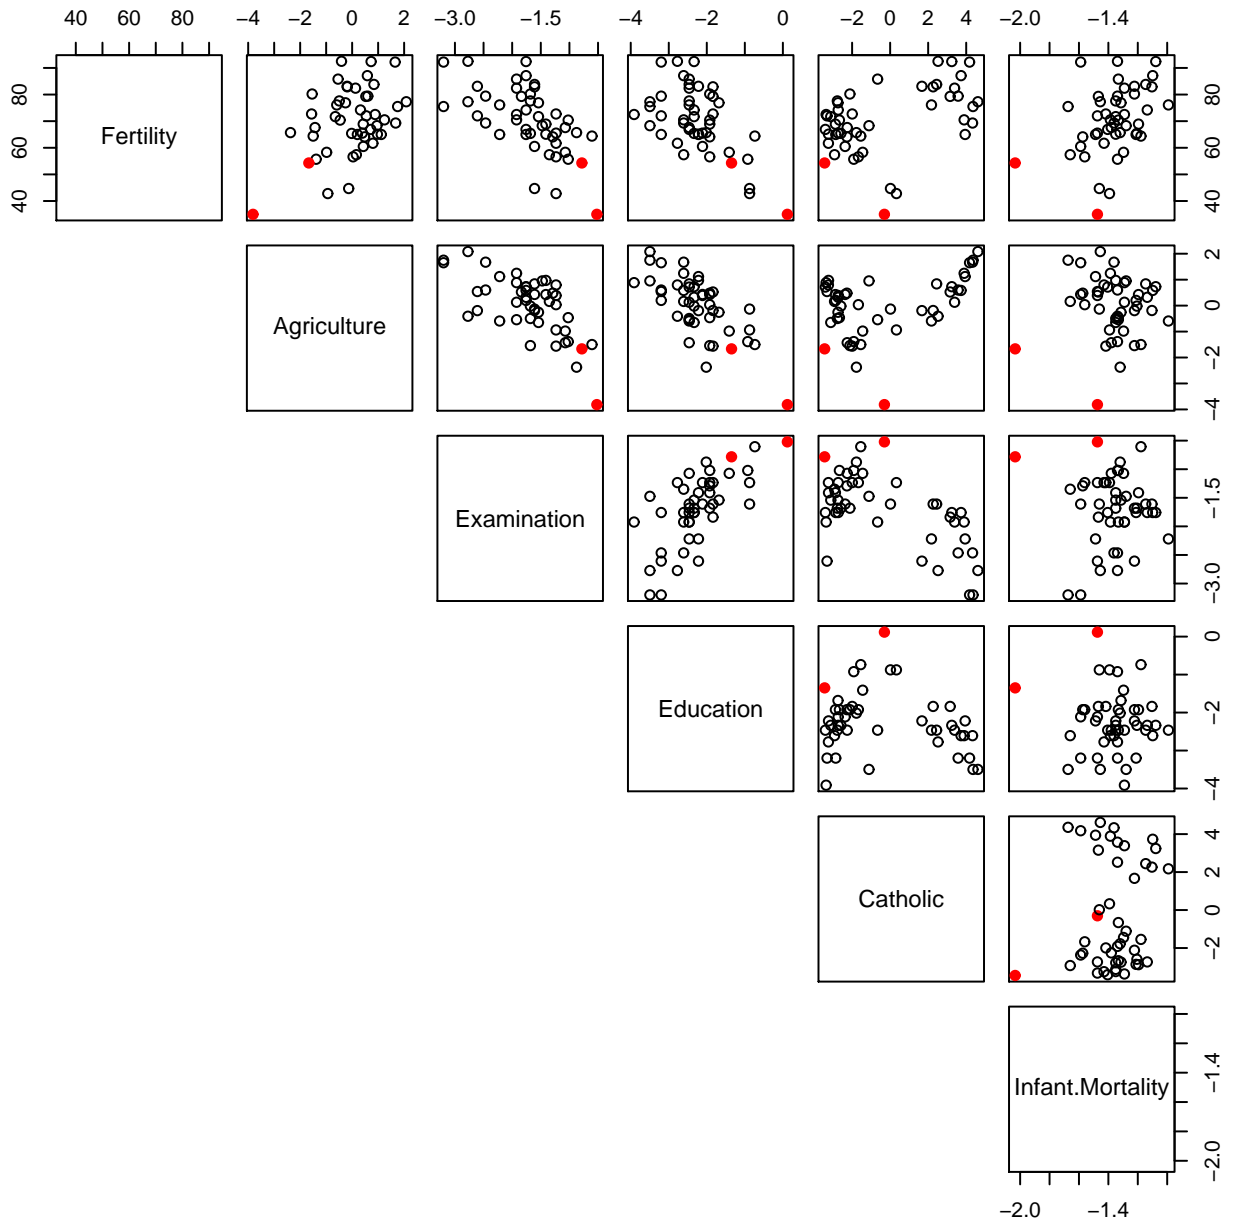 40 60 80 −4 −2 0 2 −3.0 −1.5 −4 −2 0 −2 0 2 4 −2.0 −1.4
Fertility 40 60 80 40 60 80
Agriculture −4 −2 0 2
Examination −3.0 −1.5
Education −4 −2 0
Catholic −2 0 2 4
Infant.Mortality −2.0 −1.4
−2.0 −1.4